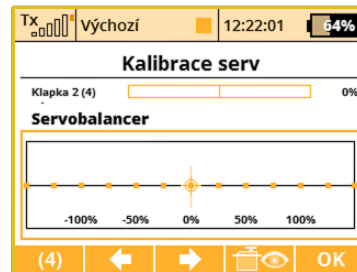 Tx Výchozí 12:22:01 64%
Kalibrace serv
Klapka 2 (4) 0%
Servobalancer
-100% -50% 0% 50% 100%
(4) OK